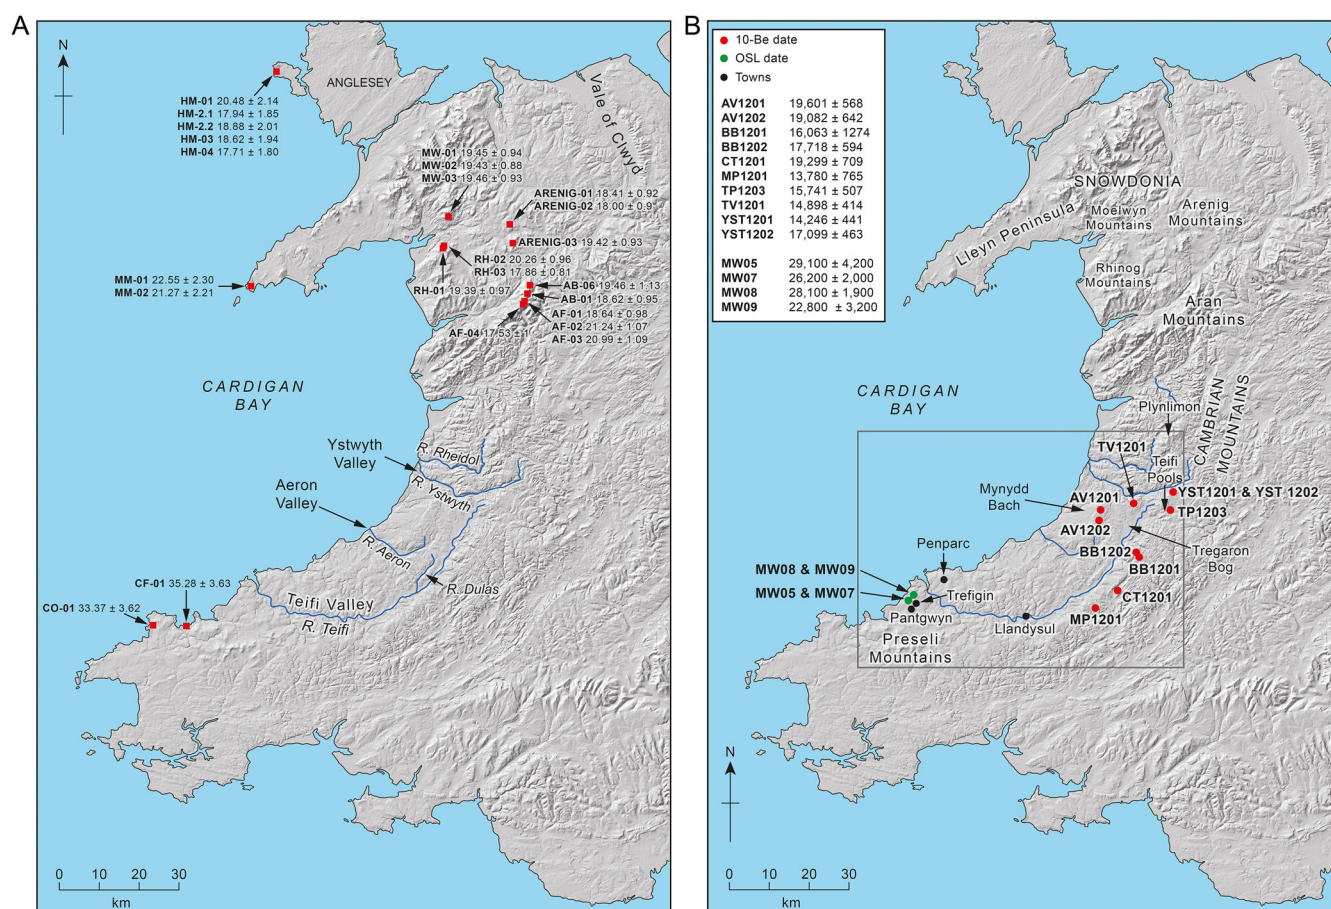 A
N
ANGLESEY
Vale of Clwyd
HM-01 20.48 ± 2.14
HM-2.1 17.94 ± 1.85
HM-2.2 18.88 ± 2.01
HM-03 18.62 ± 1.94
HM-04 17.71 ± 1.80
MW-01 19.45 ± 0.94
MW-02 19.43 ± 0.88
MW-03 19.46 ± 0.93
ARENIG-01 18.41 ± 0.92
ARENIG-02 18.00 ± 0.9
ARENIG-03 19.42 ± 0.93
RH-02 20.26 ± 0.96
RH-03 17.86 ± 0.81
RH-01 19.39 ± 0.97
MM-01 22.55 ± 2.30
MM-02 21.27 ± 2.21
AB-06 19.46 ± 1.13
AB-01 18.62 ± 0.95
AF-01 18.64 ± 0.98
AF-02 21.24 ± 1.07
AF-03 20.99 ± 1.09
AF-04 17.53 ± 1
CARDIGAN
BAY
Ystwyth
Valley
R. Rheidol
R. Ystwyth
Aeron
Valley
R. Aeron
R. Dulas
CF-01 35.28 ± 3.63
CO-01 33.37 ± 3,62
Teifi Valley
R. Teifi
0 10 20 30
km
B
10-Be date
OSL date
Towns
AV1201 19,601 ± 568
AV1202 19,082 ± 642
BB1201 16,063 ± 1274
BB1202 17,718 ± 594
CT1201 19,299 ± 709
MP1201 13,780 ± 765
TP1203 15,741 ± 507
TV1201 14,898 ± 414
YST1201 14,246 ± 441
YST1202 17,099 ± 463
MW05 29,100 ± 4,200
MW07 26,200 ± 2,000
MW08 28,100 ± 1,900
MW09 22,800 ± 3,200
SNOWDONIA
Lleyn Peninsula
Moelwyn
Mountains
Arenig
Mountains
Rhinog
Mountains
Aran
Mountains
CARDIGAN
BAY
CAMBRIAN
MOUNTAINS
Plynlimon
TV1201
Teifi
Pools
Mynydd
Bach
AV1201
AV1202
YST1201 & YST 1202
TP1203
Penparc
BB1202
BB1201
Tregaron
Bog
MW08 & MW09
MW05 & MW07
Trefigin
Pantgwyn
Llandysul
CT1201
MP1201
Preseli
Mountains
N
0 10 20 30
km